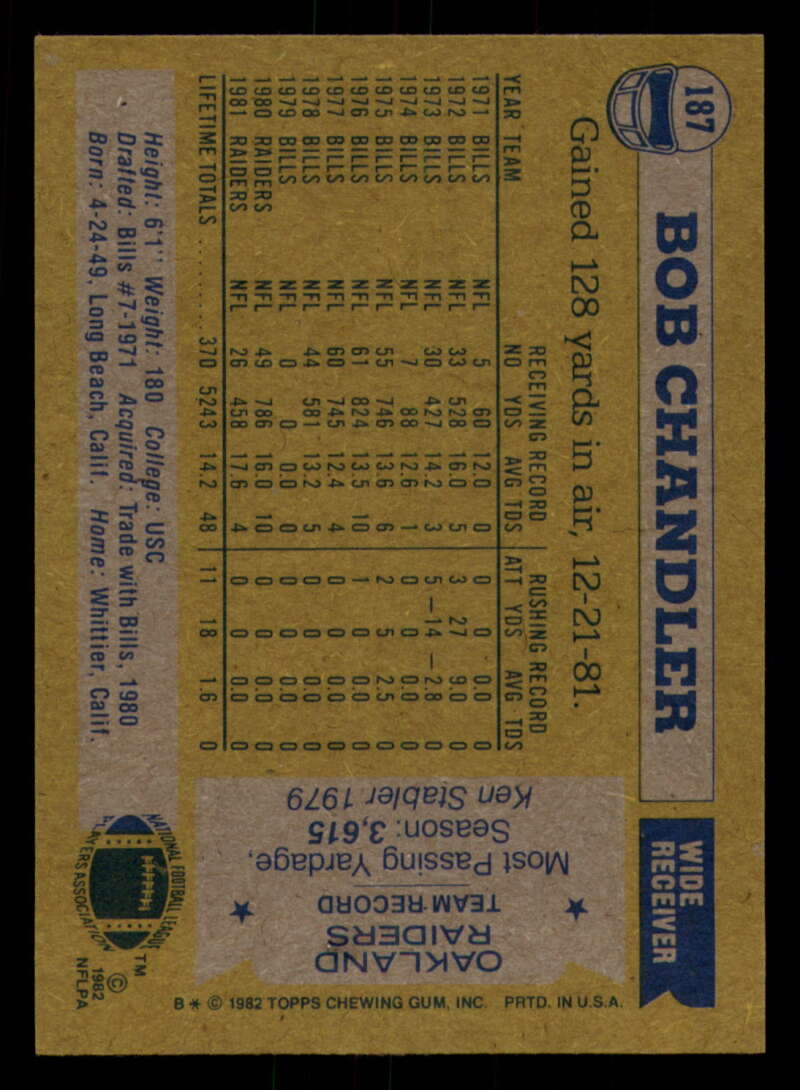 187
BOB CHANDLER
WIDE
RECEIVER
Gained 128 yards in air, 12-21-81.
RECEIVING RECORD RUSHING RECORD
YEAR TEAM NO YDS AVG TDS ATT YDS AVG TDS
1971 BILLS NFL 5 60 12.0 0 0 0 0.0 0
1972 BILLS NFL 33 528 16.0 5 3 27 9.0 0
1973 BILLS NFL 30 427 14.2 3 5 —14 —2.8 0
1974 BILLS NFL 7 88 12.6 1 0 0 0.0 0
1975 BILLS NFL 55 746 13.6 6 2 5 2.5 0
1976 BILLS NFL 61 824 13.5 10 1 0 0.0 0
1977 BILLS NFL 60 745 12.4 4 0 0 0.0 0
1978 BILLS NFL 44 581 13.2 5 0 0 0.0 0
1979 BILLS NFL 0 0 0.0 0 0 0 0.0 0
1980 RAIDERS NFL 49 786 16.0 10 0 0 0.0 0
1981 RAIDERS NFL 26 458 17.6 4 0 0 0.0 0
LIFETIME TOTALS ......... 370 5243 14.2 48 11 18 1.6 0
Height: 6'1" Weight: 180 College: USC
Drafted: Bills #7-1971 Acquired: Trade with Bills, 1980
Born: 4-24-49, Long Beach, Calif. Home: Whittier, Calif.
OAKLAND
RAIDERS
TEAM RECORD
Most Passing Yardage,
Season: 3,615
Ken Stabler 1979
NATIONAL FOOTBALL LEAGUE
PLAYERS ASSOCIATION
TM
©
1982
NFLPA
B * © 1982 TOPPS CHEWING GUM, INC. PRTD. IN U.S.A.